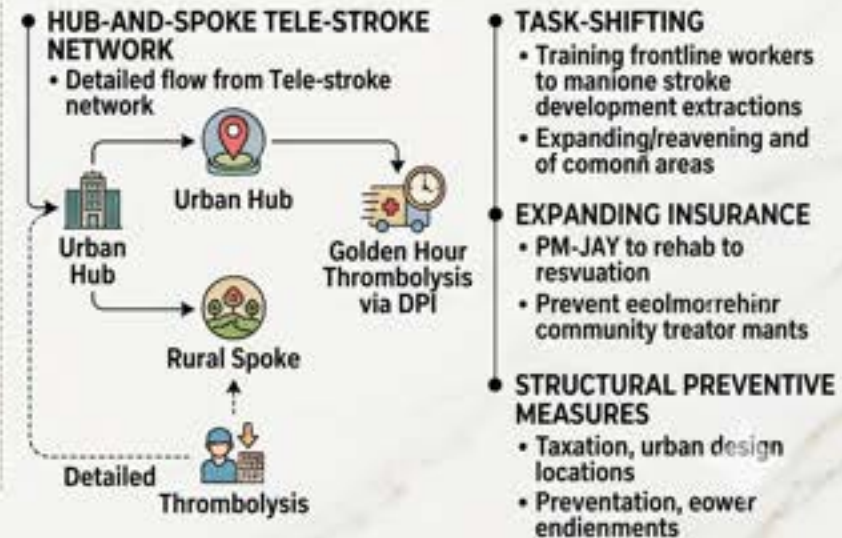 HUB-AND-SPOKE TELE-STROKE
NETWORK
• Detailed flow from Tele-stroke
network
Urban Hub
Urban
Hub
Golden Hour
Thrombolysis
via DPI
Rural Spoke
Detailed
Thrombolysis
TASK-SHIFTING
• Training frontline workers
to manione stroke
development extractions
• Expanding/reavening and
of comonñ areas
EXPANDING INSURANCE
• PM-JAY to rehab to
resvuation
• Prevent
community treator mants
STRUCTURAL PREVENTIVE
MEASURES
• Taxation, urban design
locations
• Preventation, eower
endienments